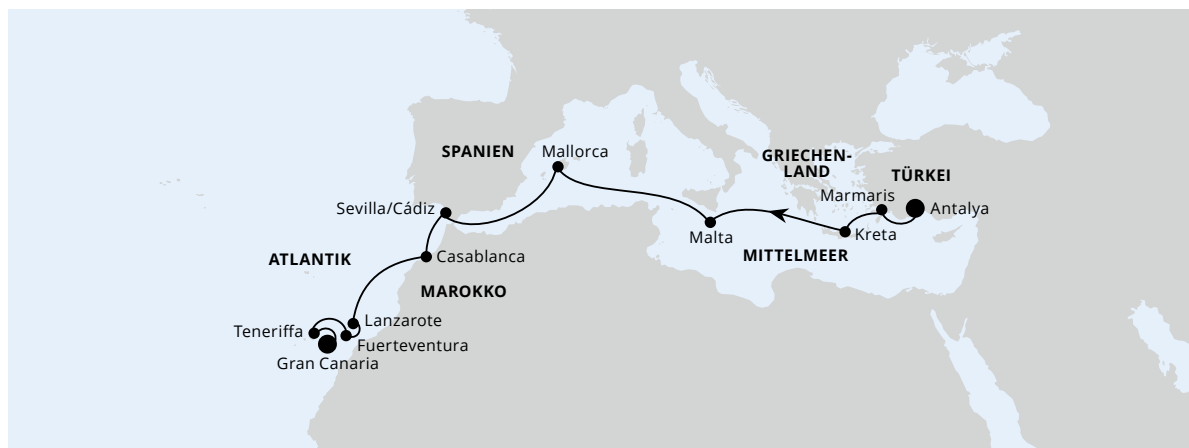 SPANIEN
Mallorca
GRIECHEN-
LAND
TÜRKEI
Marmaris
Sevilla/Cádiz
Antalya
Malta
Kreta
MITTELMEER
ATLANTIK
Casablanca
MAROKKO
Lanzarote
Teneriffa
Fuerteventura
Gran Canaria